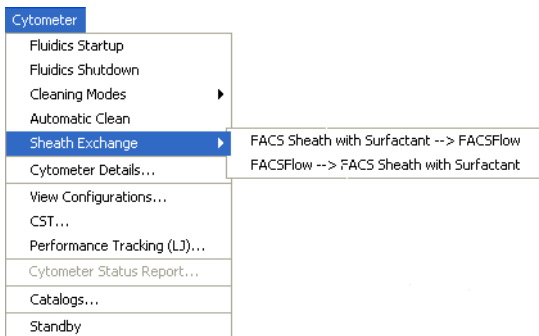 Cytometer
Fluidics Startup
Fluidics Shutdown
Cleaning Modes
Automatic Clean
Sheath Exchange
FACS Sheath with Surfactant --> FACSFlow
FACSFlow --> FACS Sheath with Surfactant
Cytometer Details...
View Configurations...
CST...
Performance Tracking (LJ)...
Cytometer Status Report...
Catalogs...
Standby